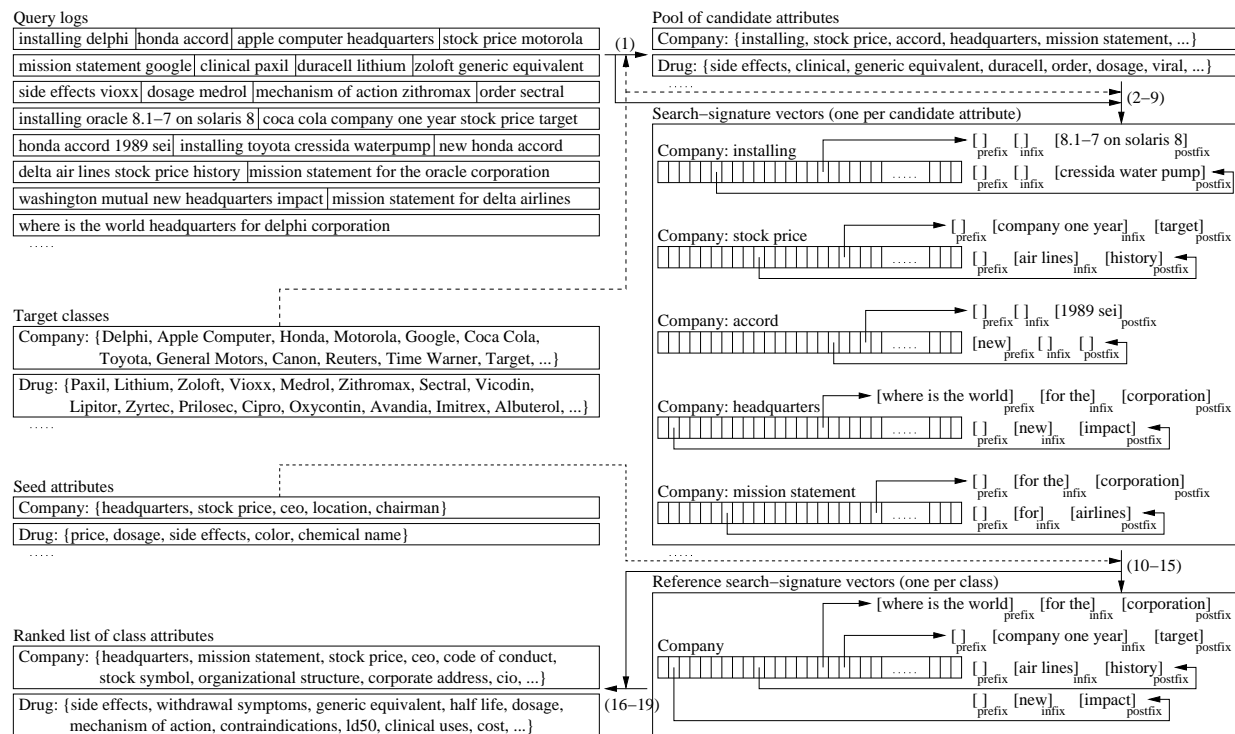 Query logs
installing delphi honda accord apple computer headquarters stock price motorola
mission statement google clinical paxil duracell lithium zoloft generic equivalent
side effects vioxx dosage medrol mechanism of action zithromax order sectral
installing oracle 8.1−7 on solaris 8 coca cola company one year stock price target
honda accord 1989 sei installing toyota cressida waterpump new honda accord
delta air lines stock price history mission statement for the oracle corporation
washington mutual new headquarters impact mission statement for delta airlines
where is the world headquarters for delphi corporation
.....
Target classes
Company: {Delphi, Apple Computer, Honda, Motorola, Google, Coca Cola,
Toyota, General Motors, Canon, Reuters, Time Warner, Target, ...}
Drug: {Paxil, Lithium, Zoloft, Vioxx, Medrol, Zithromax, Sectral, Vicodin,
Lipitor, Zyrtec, Prilosec, Cipro, Oxycontin, Avandia, Imitrex, Albuterol, ...}
.....
Seed attributes
Company: {headquarters, stock price, ceo, location, chairman}
Drug: {price, dosage, side effects, color, chemical name}
.....
Ranked list of class attributes
Company: {headquarters, mission statement, stock price, ceo, code of conduct,
stock symbol, organizational structure, corporate address, cio, ...}
Drug: {side effects, withdrawal symptoms, generic equivalent, half life, dosage,
mechanism of action, contraindications, ld50, clinical uses, cost, ...}
(1)
Pool of candidate attributes
Company: {installing, stock price, accord, headquarters, mission statement, ...}
Drug: {side effects, clinical, generic equivalent, duracell, order, dosage, viral, ...}
.....
(2−9)
Search−signature vectors (one per candidate attribute)
Company: installing
[ ]prefix [ ]infix [8.1−7 on solaris 8]postfix
.....
[ ]prefix [ ]infix [cressida water pump]postfix
Company: stock price
[ ]prefix [company one year]infix [target]postfix
.....
[ ]prefix [air lines]infix [history]postfix
Company: accord
[ ]prefix [ ]infix [1989 sei]postfix
.....
[new]prefix [ ]infix [ ]postfix
Company: headquarters
[where is the world]prefix [for the]infix [corporation]postfix
.....
[ ]prefix [new]infix [impact]postfix
Company: mission statement
[ ]prefix [for the]infix [corporation]postfix
.....
[ ]prefix [for]infix [airlines]postfix
.....
(10−15)
Reference search−signature vectors (one per class)
[where is the world]prefix [for the]infix [corporation]postfix
Company
[ ]prefix [company one year]infix [target]postfix
.....
[ ]prefix [air lines]infix [history]postfix
[ ]prefix [new]infix [impact]postfix
(16−19)